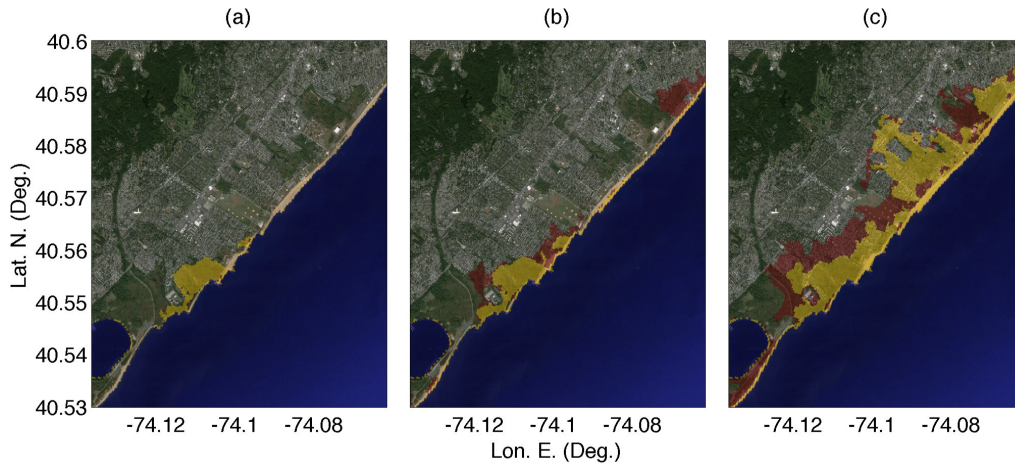 (a) (b) (c)
40.6
40.59
40.58
40.57
40.56
40.55
40.54
40.53
Lat. N. (Deg.)
-74.12 -74.1 -74.08 -74.12 -74.1 -74.08 -74.12 -74.1 -74.08
Lon. E. (Deg.)